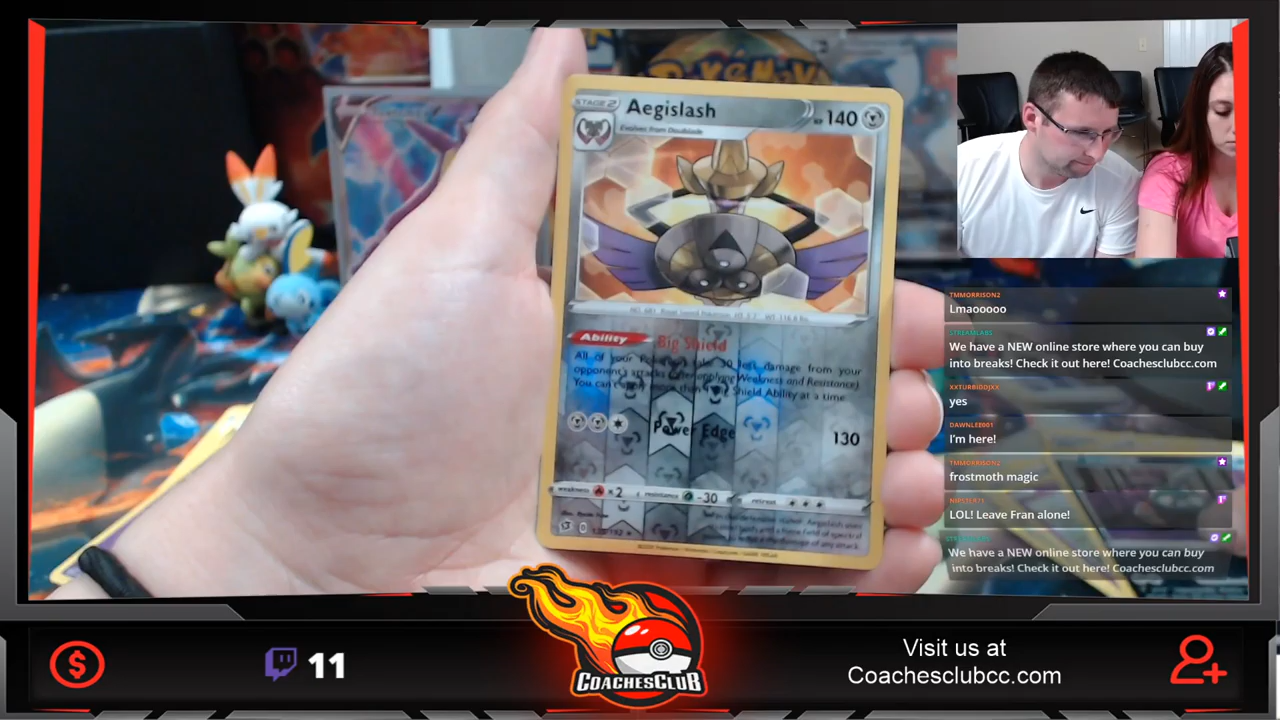 POKéMON
STAGE 2
Aegislash
Evolves from Doublade
HP 140
Ability
Big Shield
All of your Pokémon take 30 less damage from your
opponent's attacks (after applying Weakness and Resistance).
You can't apply more than 1 Big Shield Ability at a time.
Power Edge
130
weakness ×2
resistance -30
retreat
TMMORRISON2
Lmaooooo
STREAMLABS
We have a NEW online store where you can buy
into breaks! Check it out here! Coachesclubcc.com
XXTURBIDDJXX
yes
DAWNLEE001
I'm here!
TMMORRISON2
frostmoth magic
LOL! Leave Fran alone!
We have a NEW online store where you can buy
into breaks! Check it out here! Coachesclubcc.com
$
11
COACHESCLUB
Visit us at
Coachesclubcc.com